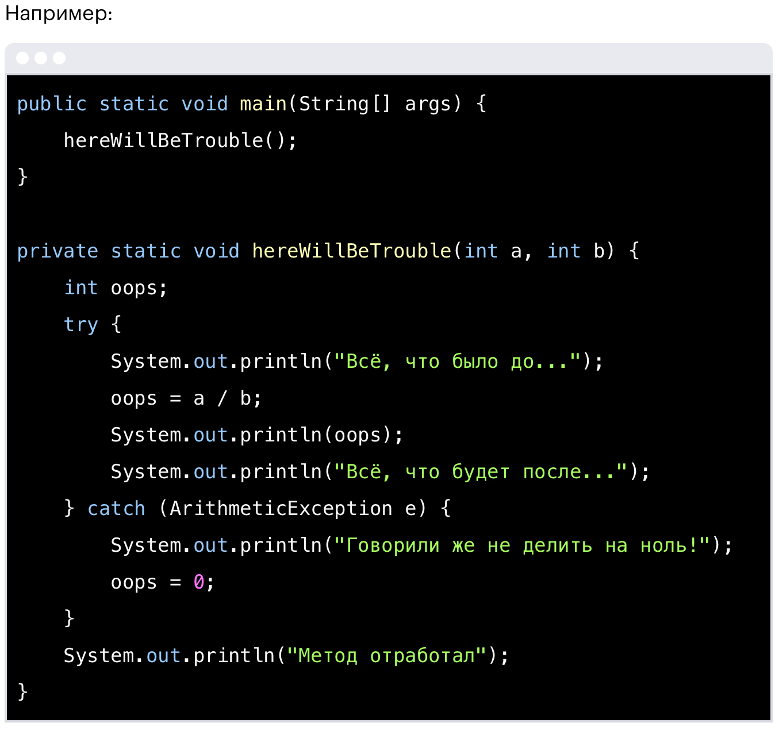 Например:
public static void main(String[] args) {
    hereWillBeTrouble();
}
private static void hereWillBeTrouble(int a, int b) {
    int oops;
    try {
        System.out.println("Всё, что было до...");
        oops = a / b;
        System.out.println(oops);
        System.out.println("Всё, что будет после...");
    } catch (ArithmeticException e) {
        System.out.println("Говорили же не делить на ноль!");
        oops = 0;
    }
    System.out.println("Метод отработал");
}